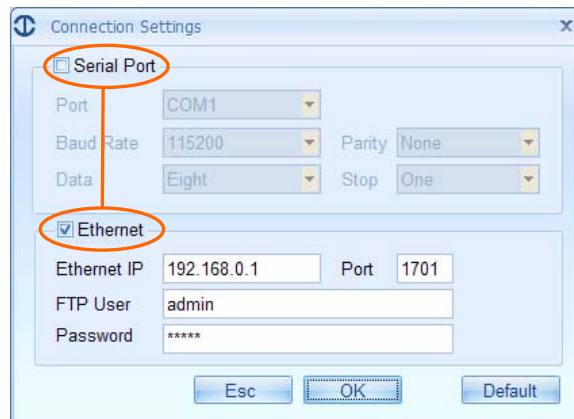 Connection Settings
x
Serial Port
Port COM1
Baud Rate 115200 Parity None
Data Eight Stop One
Ethernet
Ethernet IP 192.168.0.1 Port 1701
FTP User admin
Password *****
Esc OK Default